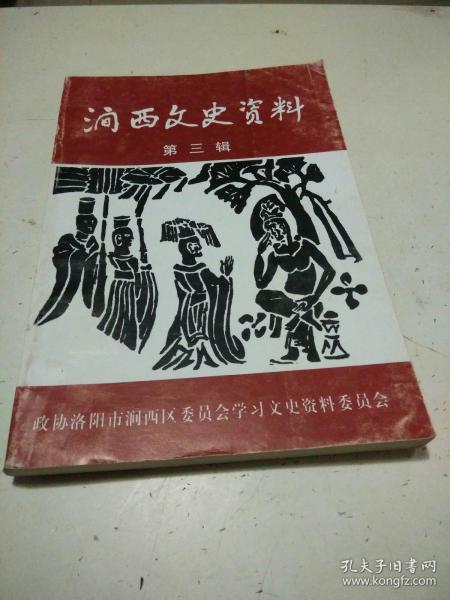 涧西文史资料
第三辑
政协洛阳市涧西区委员会学习文史资料委员会
孔夫子旧书网
www.kongfz.com